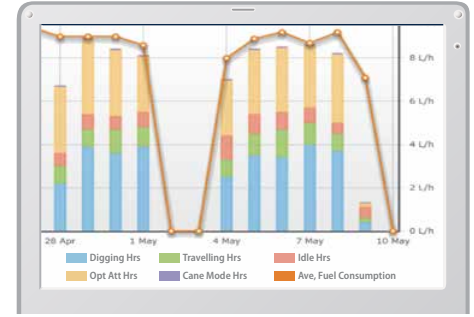 8 L/h
6 L/h
4 L/h
2 L/h
0 L/h
28 Apr 1 May 4 May 7 May 10 May
Digging Hrs Travelling Hrs Idle Hrs
Opt Att Hrs Cane Mode Hrs Ave, Fuel Consumption